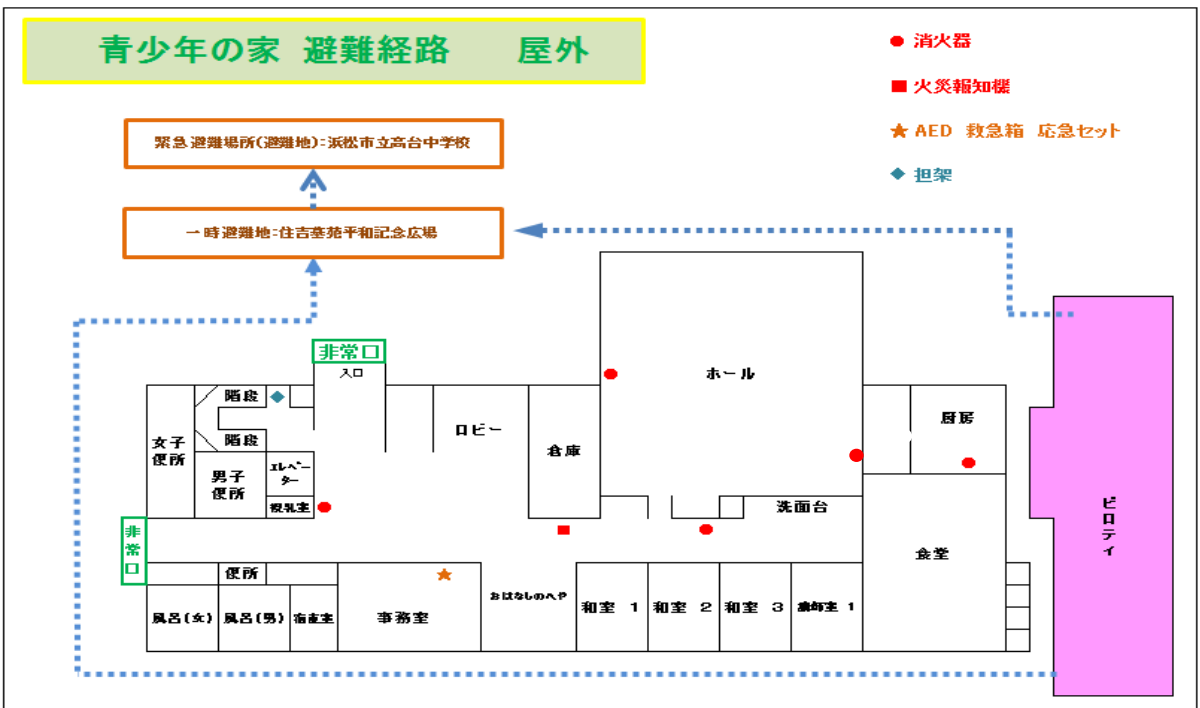 青少年の家 避難経路 屋外
消火器
火災報知機
AED 救急箱 応急セット
担架
緊急避難場所(避難地):浜松市立高台中学校
一時避難地:住吉墓苑平和記念広場
非常口
入口
ホール
階段
ロビー
厨房
女子
便所
階段
倉庫
男子
便所
エレベー
ター
授乳室
洗面台
ピロティ
非常口
食堂
便所
おはなしのへや
風呂(女)
風呂(男)
宿直室
事務室
和室 1
和室 2
和室 3
講師室 1